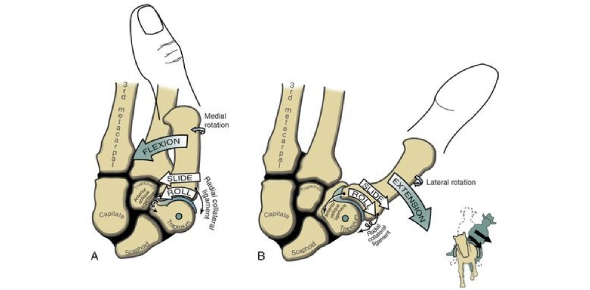 3rd metacarpal
Medial
rotation
FLEXION
SLIDE
ROLL
Radial collateral
ligament
Capitate
Trapezium
Scaphoid
A
3rd metacarpal
Lateral rotation
SLIDE
ROLL
EXTENSION
Capitate
Trapezium
Radial
collateral
ligament
Scaphoid
B